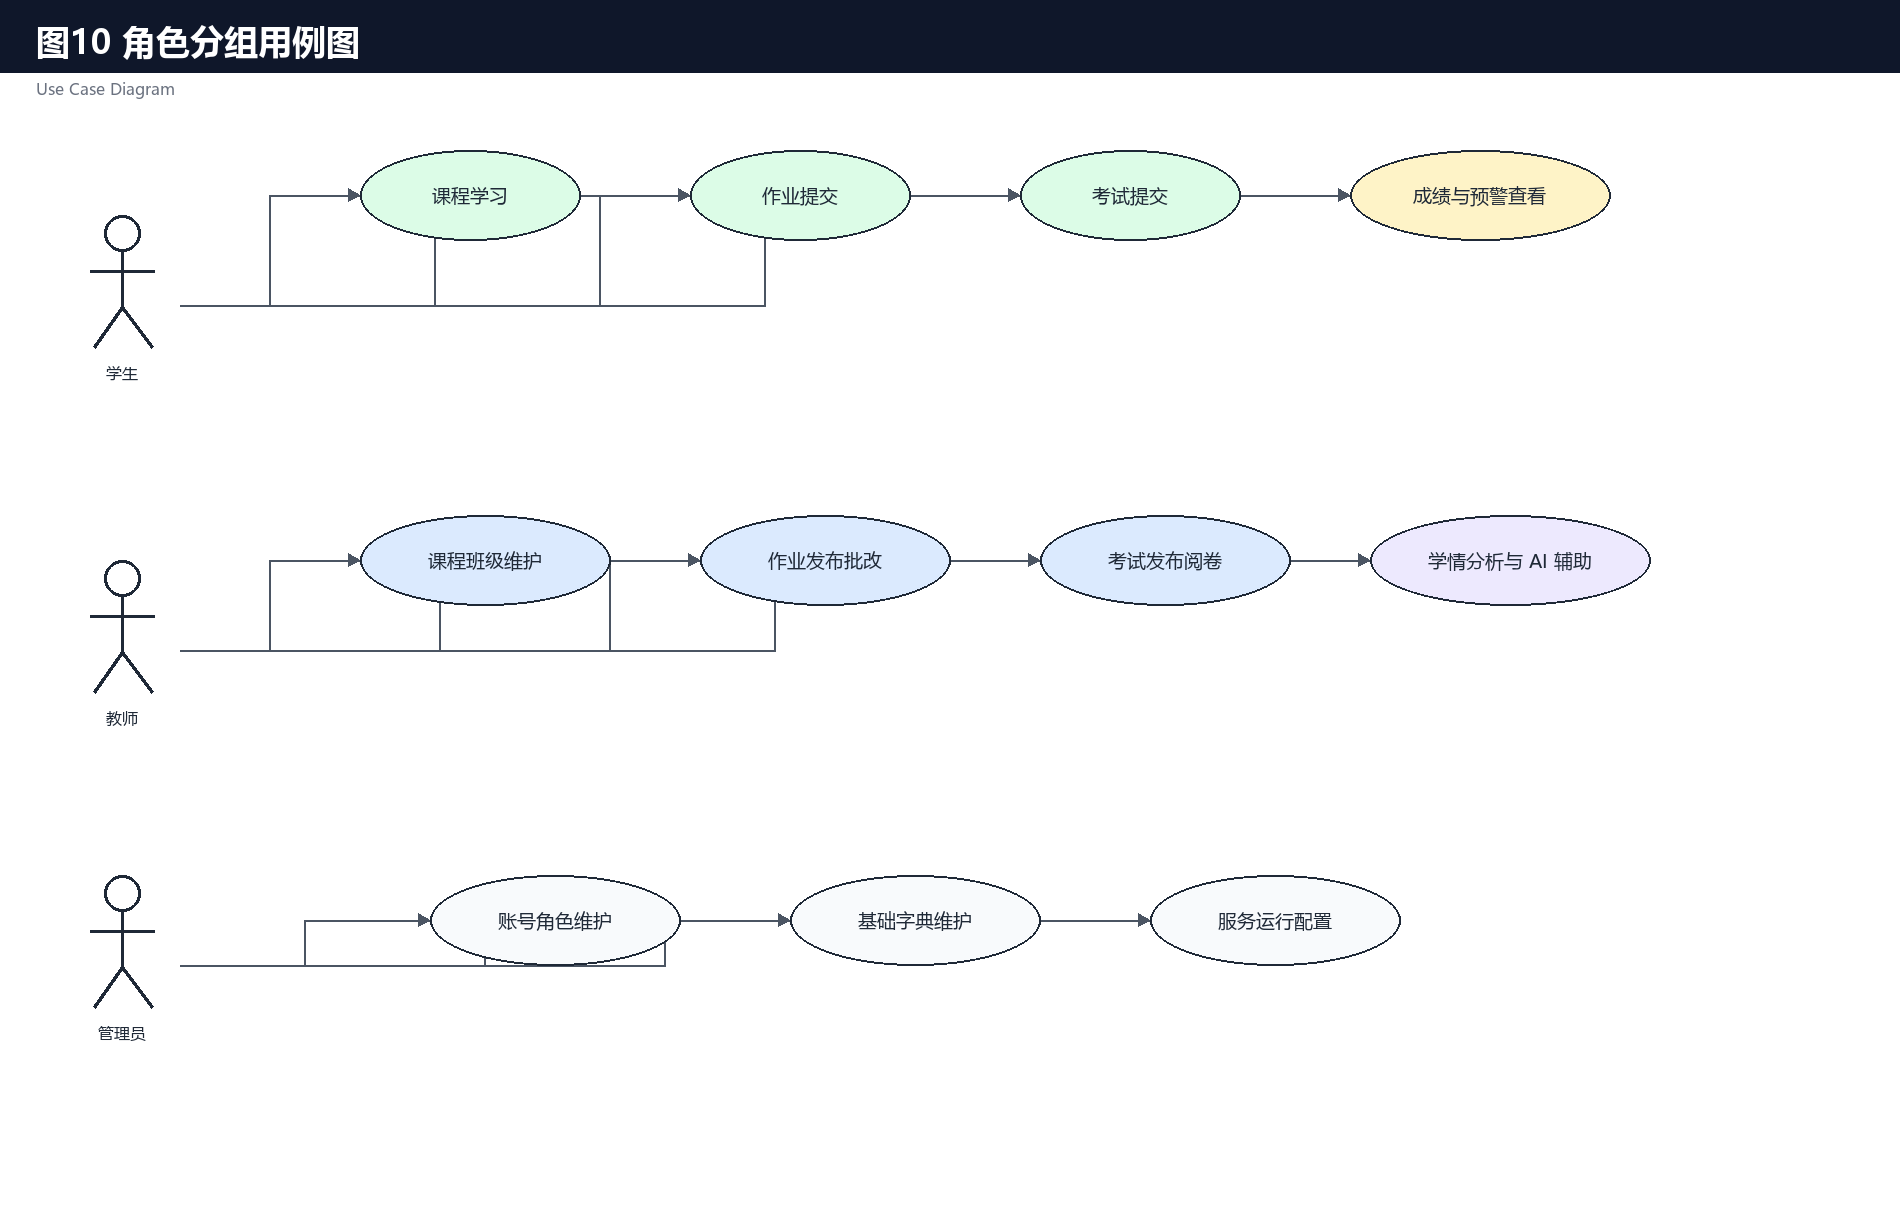 图10 角色分组用例图
Use Case Diagram
课程学习
作业提交
考试提交
成绩与预警查看
学生
课程班级维护
作业发布批改
考试发布阅卷
学情分析与 AI 辅助
教师
账号角色维护
基础字典维护
服务运行配置
管理员